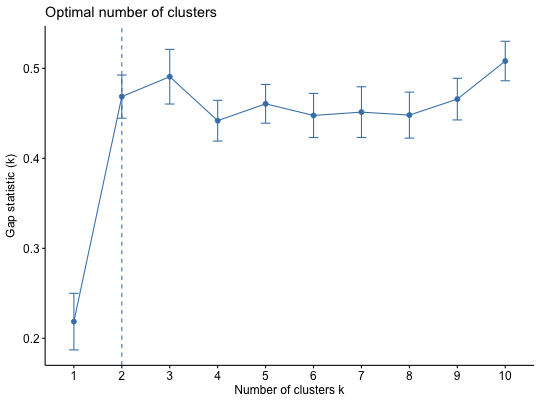 Optimal number of clusters
Gap statistic (k)
0.5
0.4
0.3
0.2
1 2 3 4 5 6 7 8 9 10
Number of clusters k